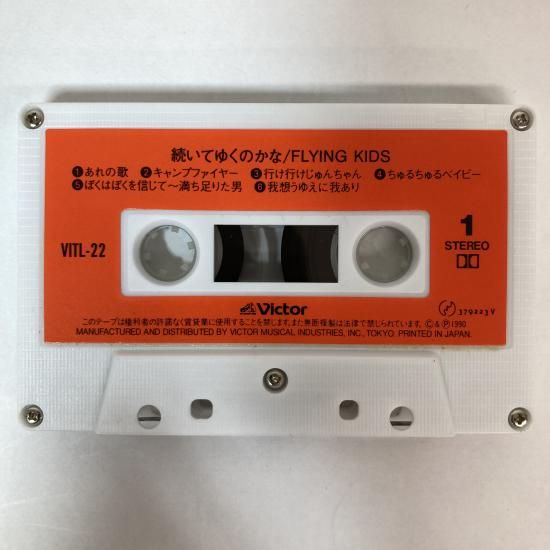 続いてゆくのかな/FLYING KIDS
❶あれの歌 ❷キャンプファイヤー ❸行け行けじゅんちゃん ❹ちゅるちゅるベイビー
❺ぼくはぼくを信じて〜満ち足りた男 ❻我想うゆえに我あり
VITL-22
1
STEREO
Victor
このテープは権利者の許諾なく賃貸業に使用することを禁じます。また無断複製は法律で禁じられています。 Ⓒ&Ⓟ1990
MANUFACTURED AND DISTRIBUTED BY VICTOR MUSICAL INDUSTRIES, INC., TOKYO. PRINTED IN JAPAN.
379223V